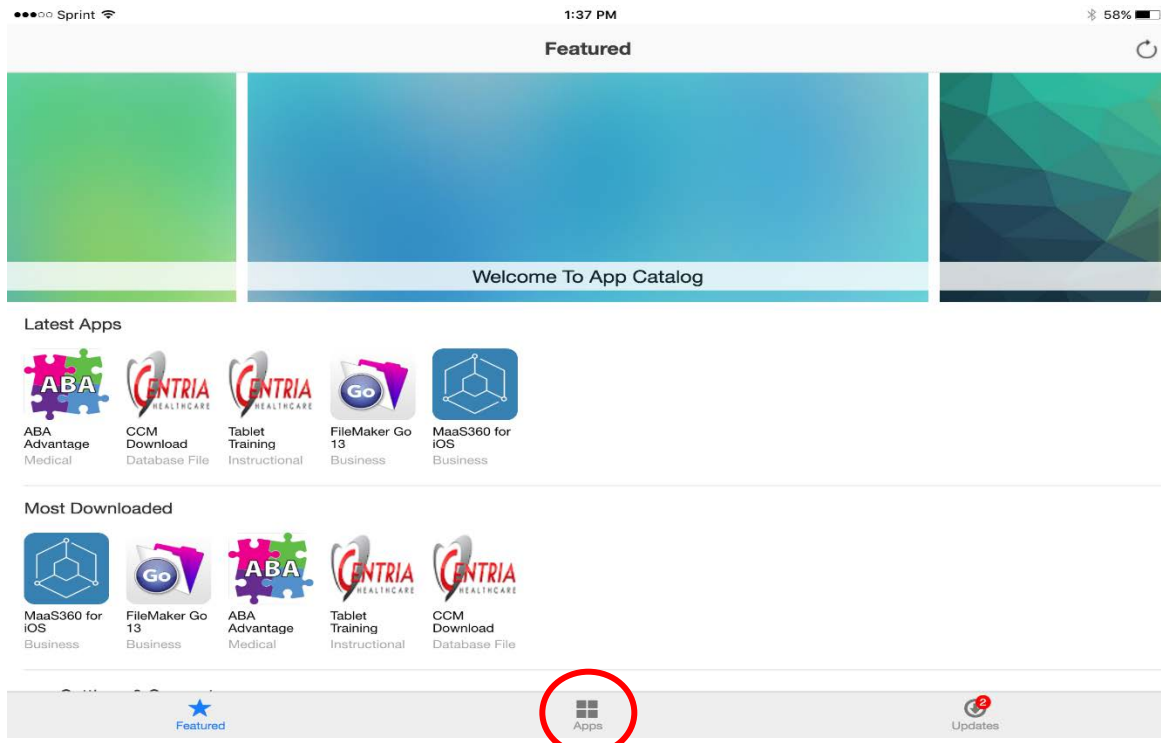 Sprint 1:37 PM 58%
Featured
Welcome To App Catalog
Latest Apps
ABA CENTRIA HEALTHCARE CENTRIA HEALTHCARE Go
ABA Advantage CCM Download Tablet Training FileMaker Go 13 MaaS360 for iOS
Medical Database File Instructional Business Business
Most Downloaded
Go ABA CENTRIA HEALTHCARE CENTRIA HEALTHCARE
MaaS360 for iOS FileMaker Go 13 ABA Advantage Tablet Training CCM Download
Business Business Medical Instructional Database File
2
Featured Apps Updates